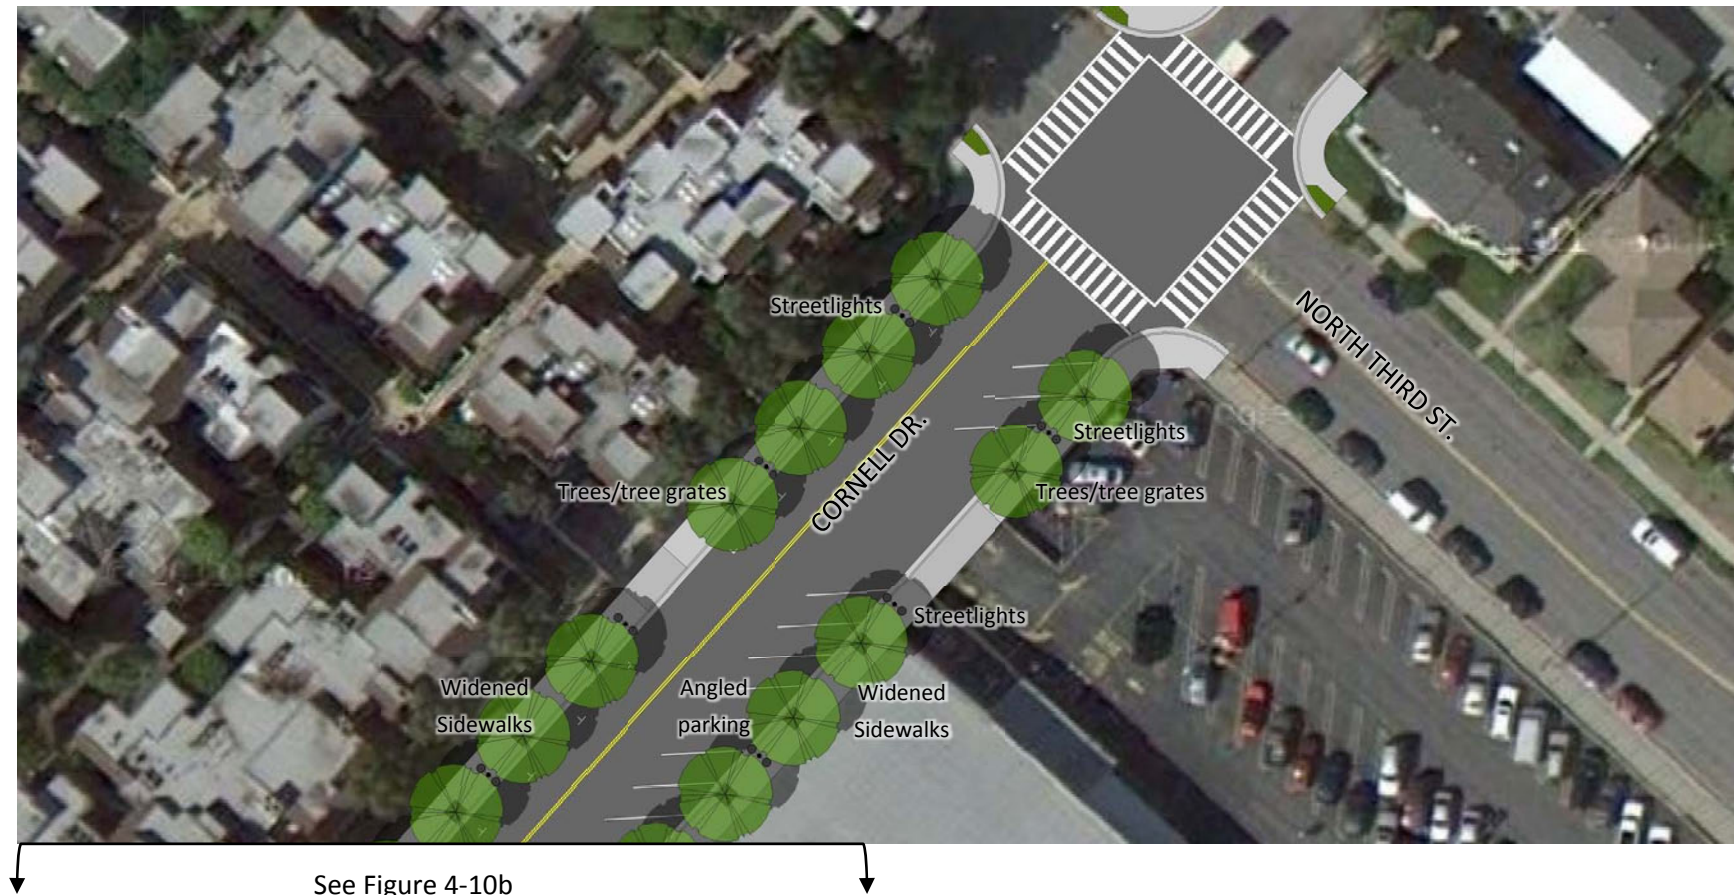 Streetlights
NORTH THIRD ST.
CORNELL DR.
Streetlights
Trees/tree grates
Trees/tree grates
Streetlights
Widened
Sidewalks
Angled
parking
Widened
Sidewalks
See Figure 4-10b